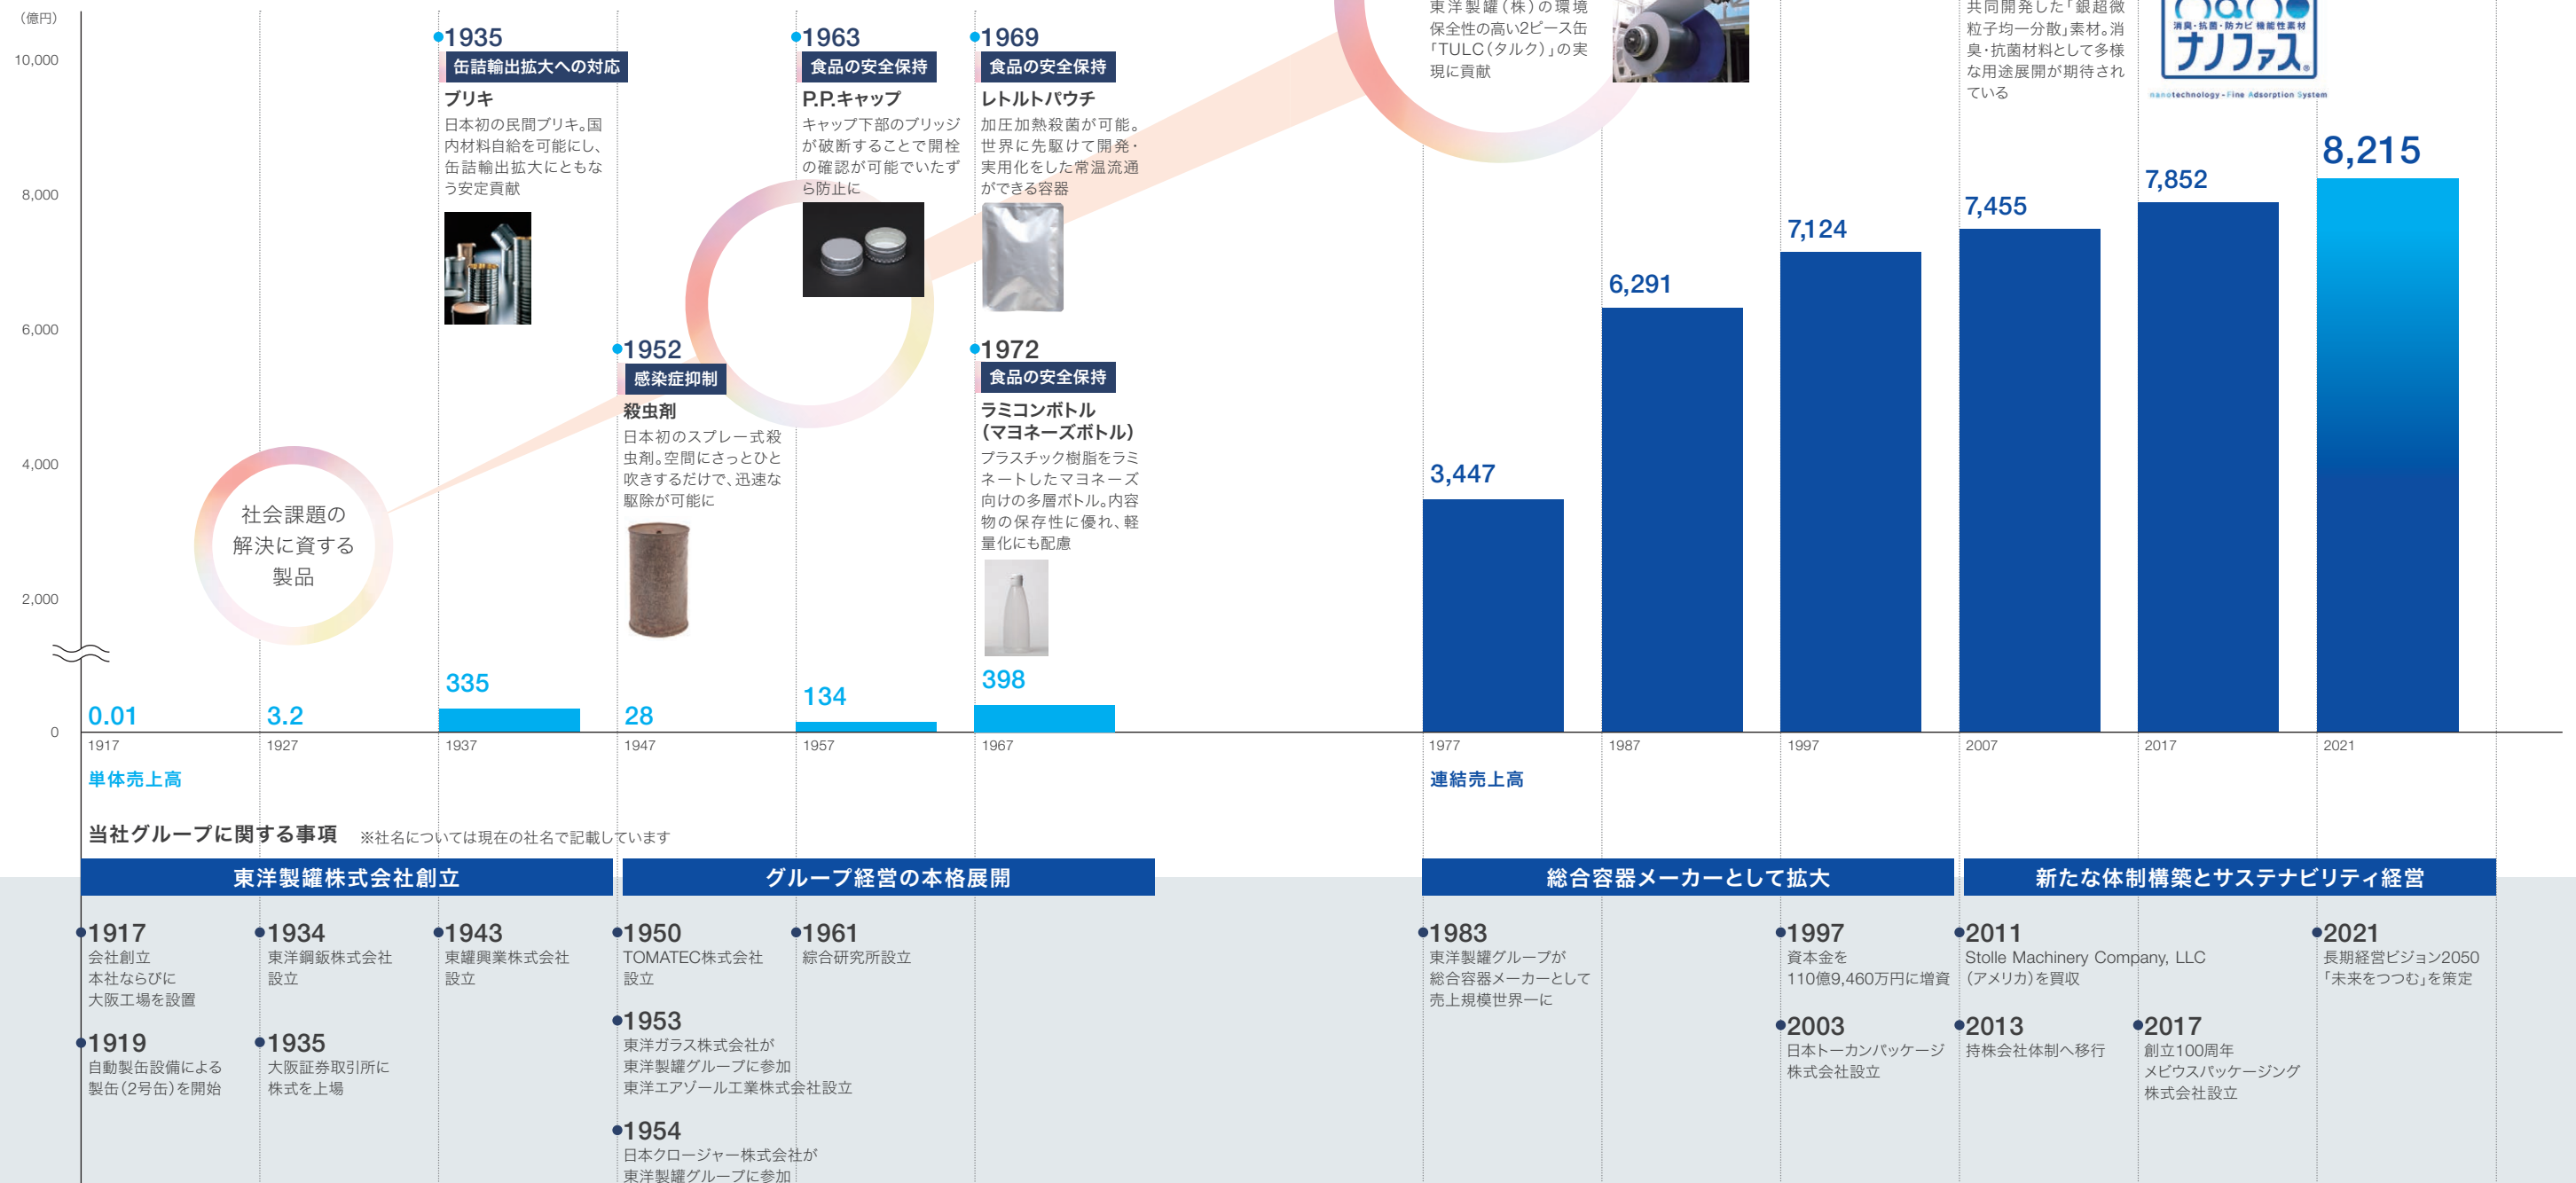 （億円）
10,000
8,000
6,000
4,000
2,000
0
社会課題の
解決に資する
製品
1935
缶詰輸出拡大への対応
ブリキ
日本初の民間ブリキ。国
内材料自給を可能にし、
缶詰輸出拡大にともな
う安定貢献
1952
感染症抑制
殺虫剤
日本初のスプレー式殺
虫剤。空間にさっとひと
吹きするだけで、迅速な
駆除が可能に
1963
食品の安全保持
P.P.キャップ
キャップ下部のブリッジ
が破断することで開栓
の確認が可能でいたず
ら防止に
1969
食品の安全保持
レトルトパウチ
加圧加熱殺菌が可能。
世界に先駆けて開発・
実用化をした常温流通
ができる容器
1972
食品の安全保持
ラミコンボトル
（マヨネーズボトル）
プラスチック樹脂をラミ
ネートしたマヨネーズ
向けの多層ボトル。内容
物の保存性に優れ、軽
量化にも配慮
東洋製罐（株）の環境
保全性の高い2ピース缶
「TULC（タルク）」の実
現に貢献
共同開発した「銀超微
粒子均一分散」素材。消
臭・抗菌材料として多様
な用途展開が期待され
ている
nano
消臭・抗菌・防カビ 機能性素材
ナノファス®
nanotechnology - Fine Adsorption System
0.01
3.2
335
28
134
398
3,447
6,291
7,124
7,455
7,852
8,215
1917
1927
1937
1947
1957
1967
1977
1987
1997
2007
2017
2021
単体売上高
連結売上高
当社グループに関する事項
※社名については現在の社名で記載しています
東洋製罐株式会社創立
グループ経営の本格展開
総合容器メーカーとして拡大
新たな体制構築とサステナビリティ経営
1917
会社創立
本社ならびに
大阪工場を設置
1919
自動製缶設備による
製缶（2号缶）を開始
1934
東洋鋼鈑株式会社
設立
1935
大阪証券取引所に
株式を上場
1943
東罐興業株式会社
設立
1950
TOMATEC株式会社
設立
1953
東洋ガラス株式会社が
東洋製罐グループに参加
東洋エアゾール工業株式会社設立
1954
日本クロージャー株式会社が
東洋製罐グループに参加
1961
綜合研究所設立
1983
東洋製罐グループが
総合容器メーカーとして
売上規模世界一に
1997
資本金を
110億9,460万円に増資
2003
日本トーカンパッケージ
株式会社設立
2011
Stolle Machinery Company, LLC
（アメリカ）を買収
2013
持株会社体制へ移行
2017
創立100周年
メビウスパッケージング
株式会社設立
2021
長期経営ビジョン2050
「未来をつつむ」を策定